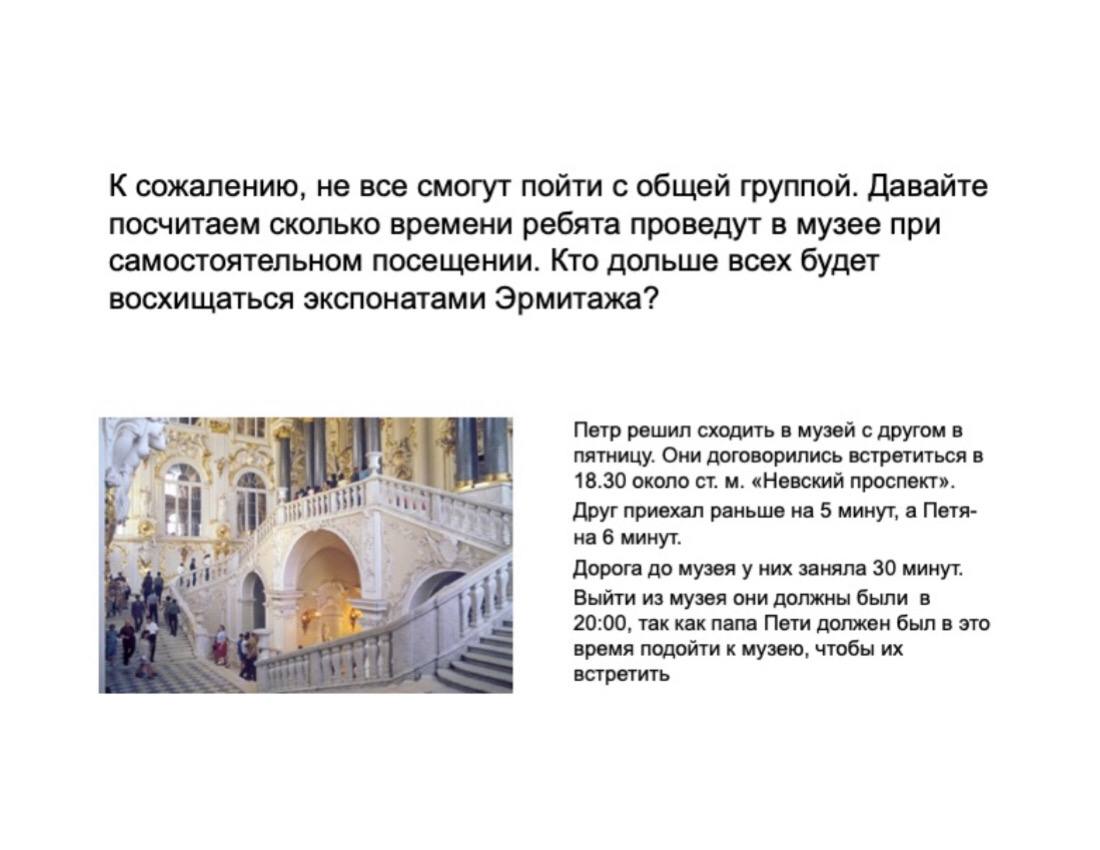 К сожалению, не все смогут пойти с общей группой. Давайте
посчитаем сколько времени ребята проведут в музее при
самостоятельном посещении. Кто дольше всех будет
восхищаться экспонатами Эрмитажа?
Петр решил сходить в музей с другом в
пятницу. Они договорились встретиться в
18.30 около ст. м. «Невский проспект».
Друг приехал раньше на 5 минут, а Петя-
на 6 минут.
Дорога до музея у них заняла 30 минут.
Выйти из музея они должны были  в
20:00, так как папа Пети должен был в это
время подойти к музею, чтобы их
встретить